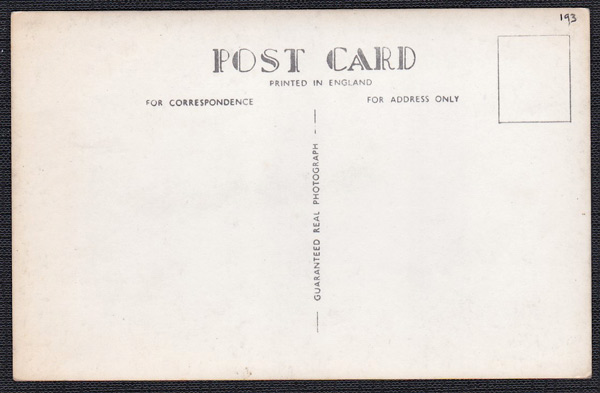 193
POST CARD
PRINTED IN ENGLAND
FOR CORRESPONDENCE
FOR ADDRESS ONLY
GUARANTEED REAL PHOTOGRAPH